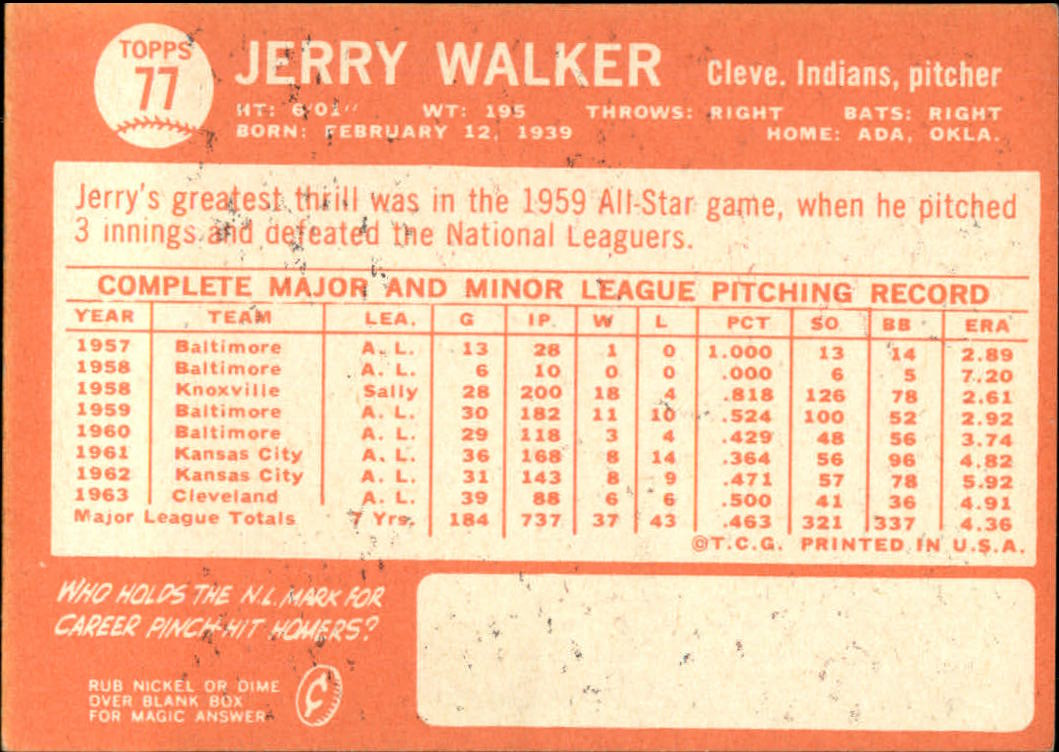 TOPPS
77
JERRY WALKER Cleve. Indians, pitcher
HT: 6'01" WT: 195 THROWS: RIGHT BATS: RIGHT
BORN: FEBRUARY 12, 1939 HOME: ADA, OKLA.
Jerry's greatest thrill was in the 1959 All-Star game, when he pitched
3 innings and defeated the National Leaguers.
COMPLETE MAJOR AND MINOR LEAGUE PITCHING RECORD
YEAR TEAM LEA. G IP W L PCT SO BB ERA
1957 Baltimore A. L. 13 28 1 0 1.000 13 14 2.89
1958 Baltimore A. L. 6 10 0 0 .000 6 5 7.20
1958 Knoxville Sally 28 200 18 4 .818 126 78 2.61
1959 Baltimore A. L. 30 182 11 10 .524 100 52 2.92
1960 Baltimore A. L. 29 118 3 4 .429 48 56 3.74
1961 Kansas City A. L. 36 168 8 14 .364 56 96 4.82
1962 Kansas City A. L. 31 143 8 9 .471 57 78 5.92
1963 Cleveland A. L. 39 88 6 6 .500 41 36 4.91
Major League Totals 7 Yrs. 184 737 37 43 .463 321 337 4.36
©T.C.G. PRINTED IN U.S.A.
WHO HOLDS THE N.L. MARK FOR
CAREER PINCH-HIT HOMERS?
RUB NICKEL OR DIME
OVER BLANK BOX
FOR MAGIC ANSWER